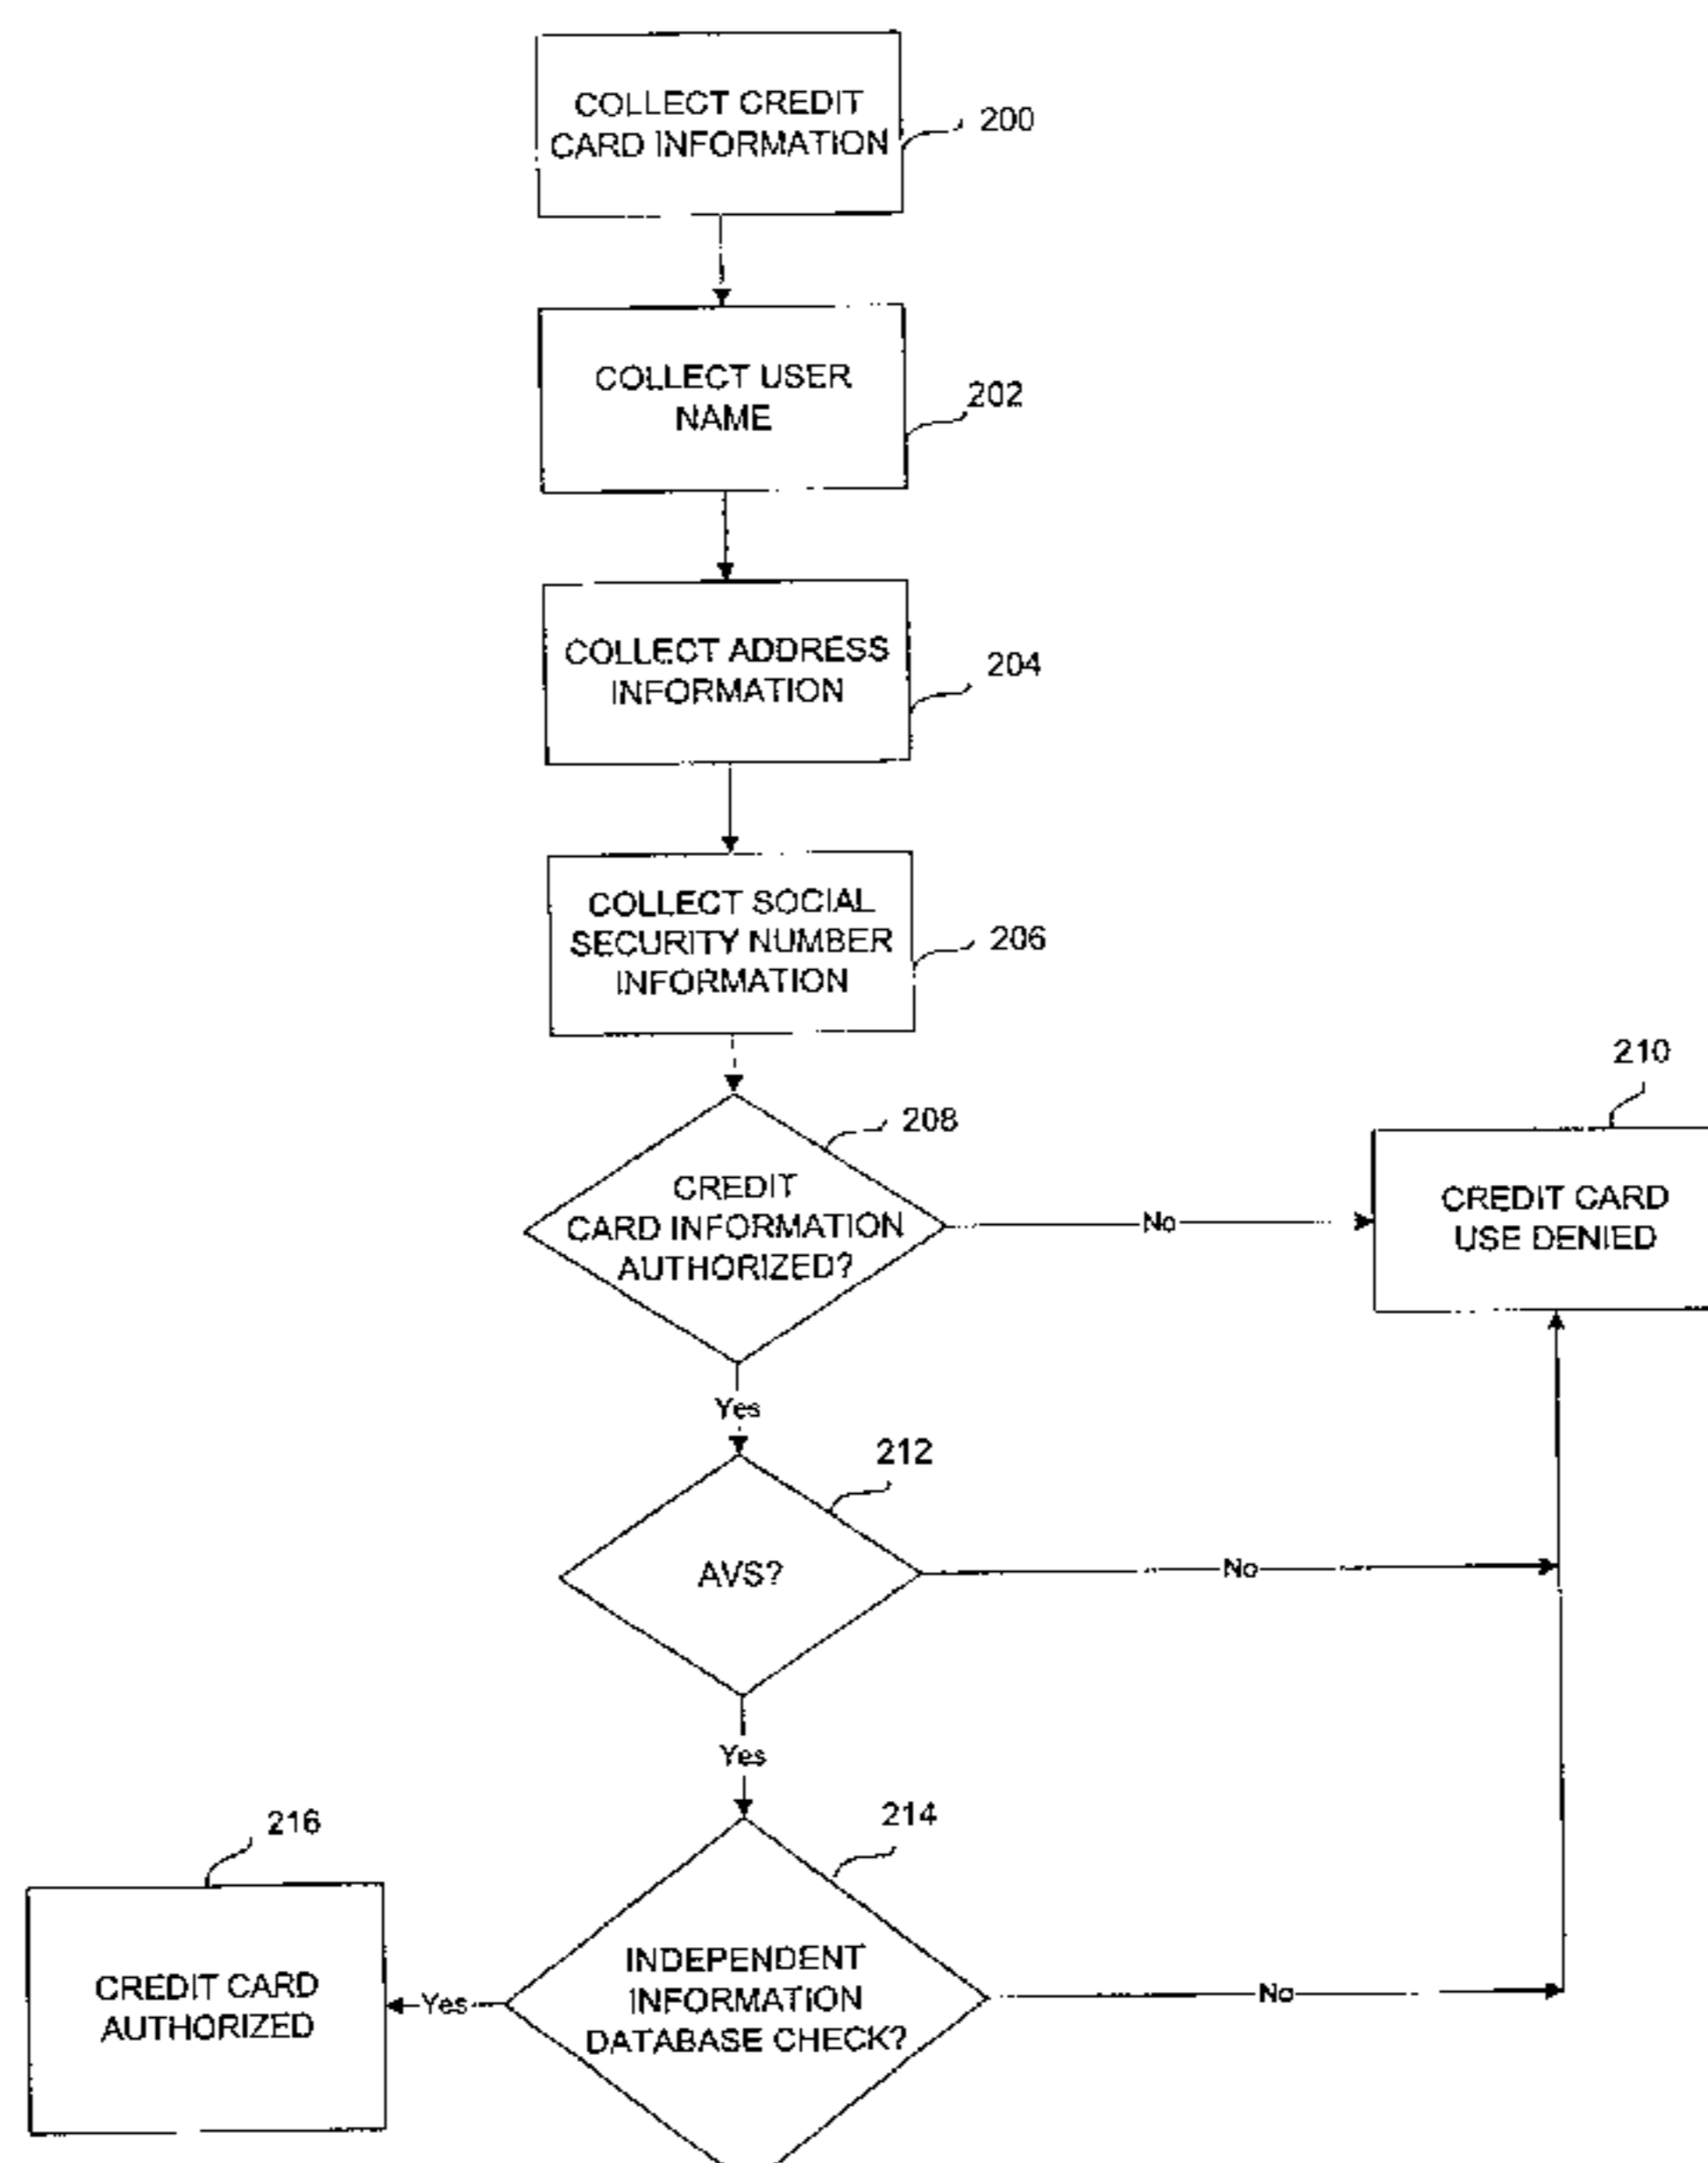 COLLECT CREDIT
CARD INFORMATION
200
COLLECT USER
NAME
202
COLLECT ADDRESS
INFORMATION
204
COLLECT SOCIAL
SECURITY NUMBER
INFORMATION
206
208
CREDIT
CARD INFORMATION
AUTHORIZED?
No
210
CREDIT CARD
USE DENIED
Yes
212
AVS?
No
Yes
214
INDEPENDENT
INFORMATION
DATABASE CHECK?
No
Yes
216
CREDIT CARD
AUTHORIZED